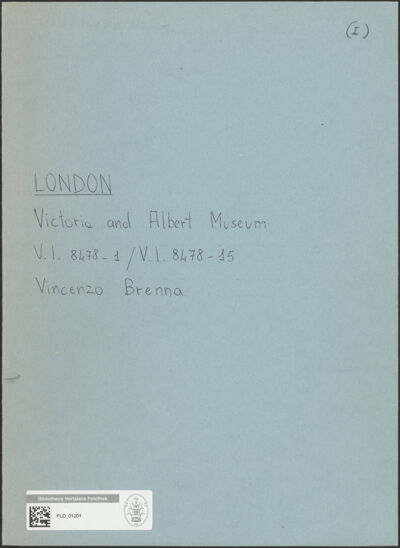 (I)
LONDON
Victoria and Albert Museum
V.I. 8478-1 / V.I. 8478-15
Vincenzo Brenna
Bibliotheca Hertziana Fotothek
FLD_01201